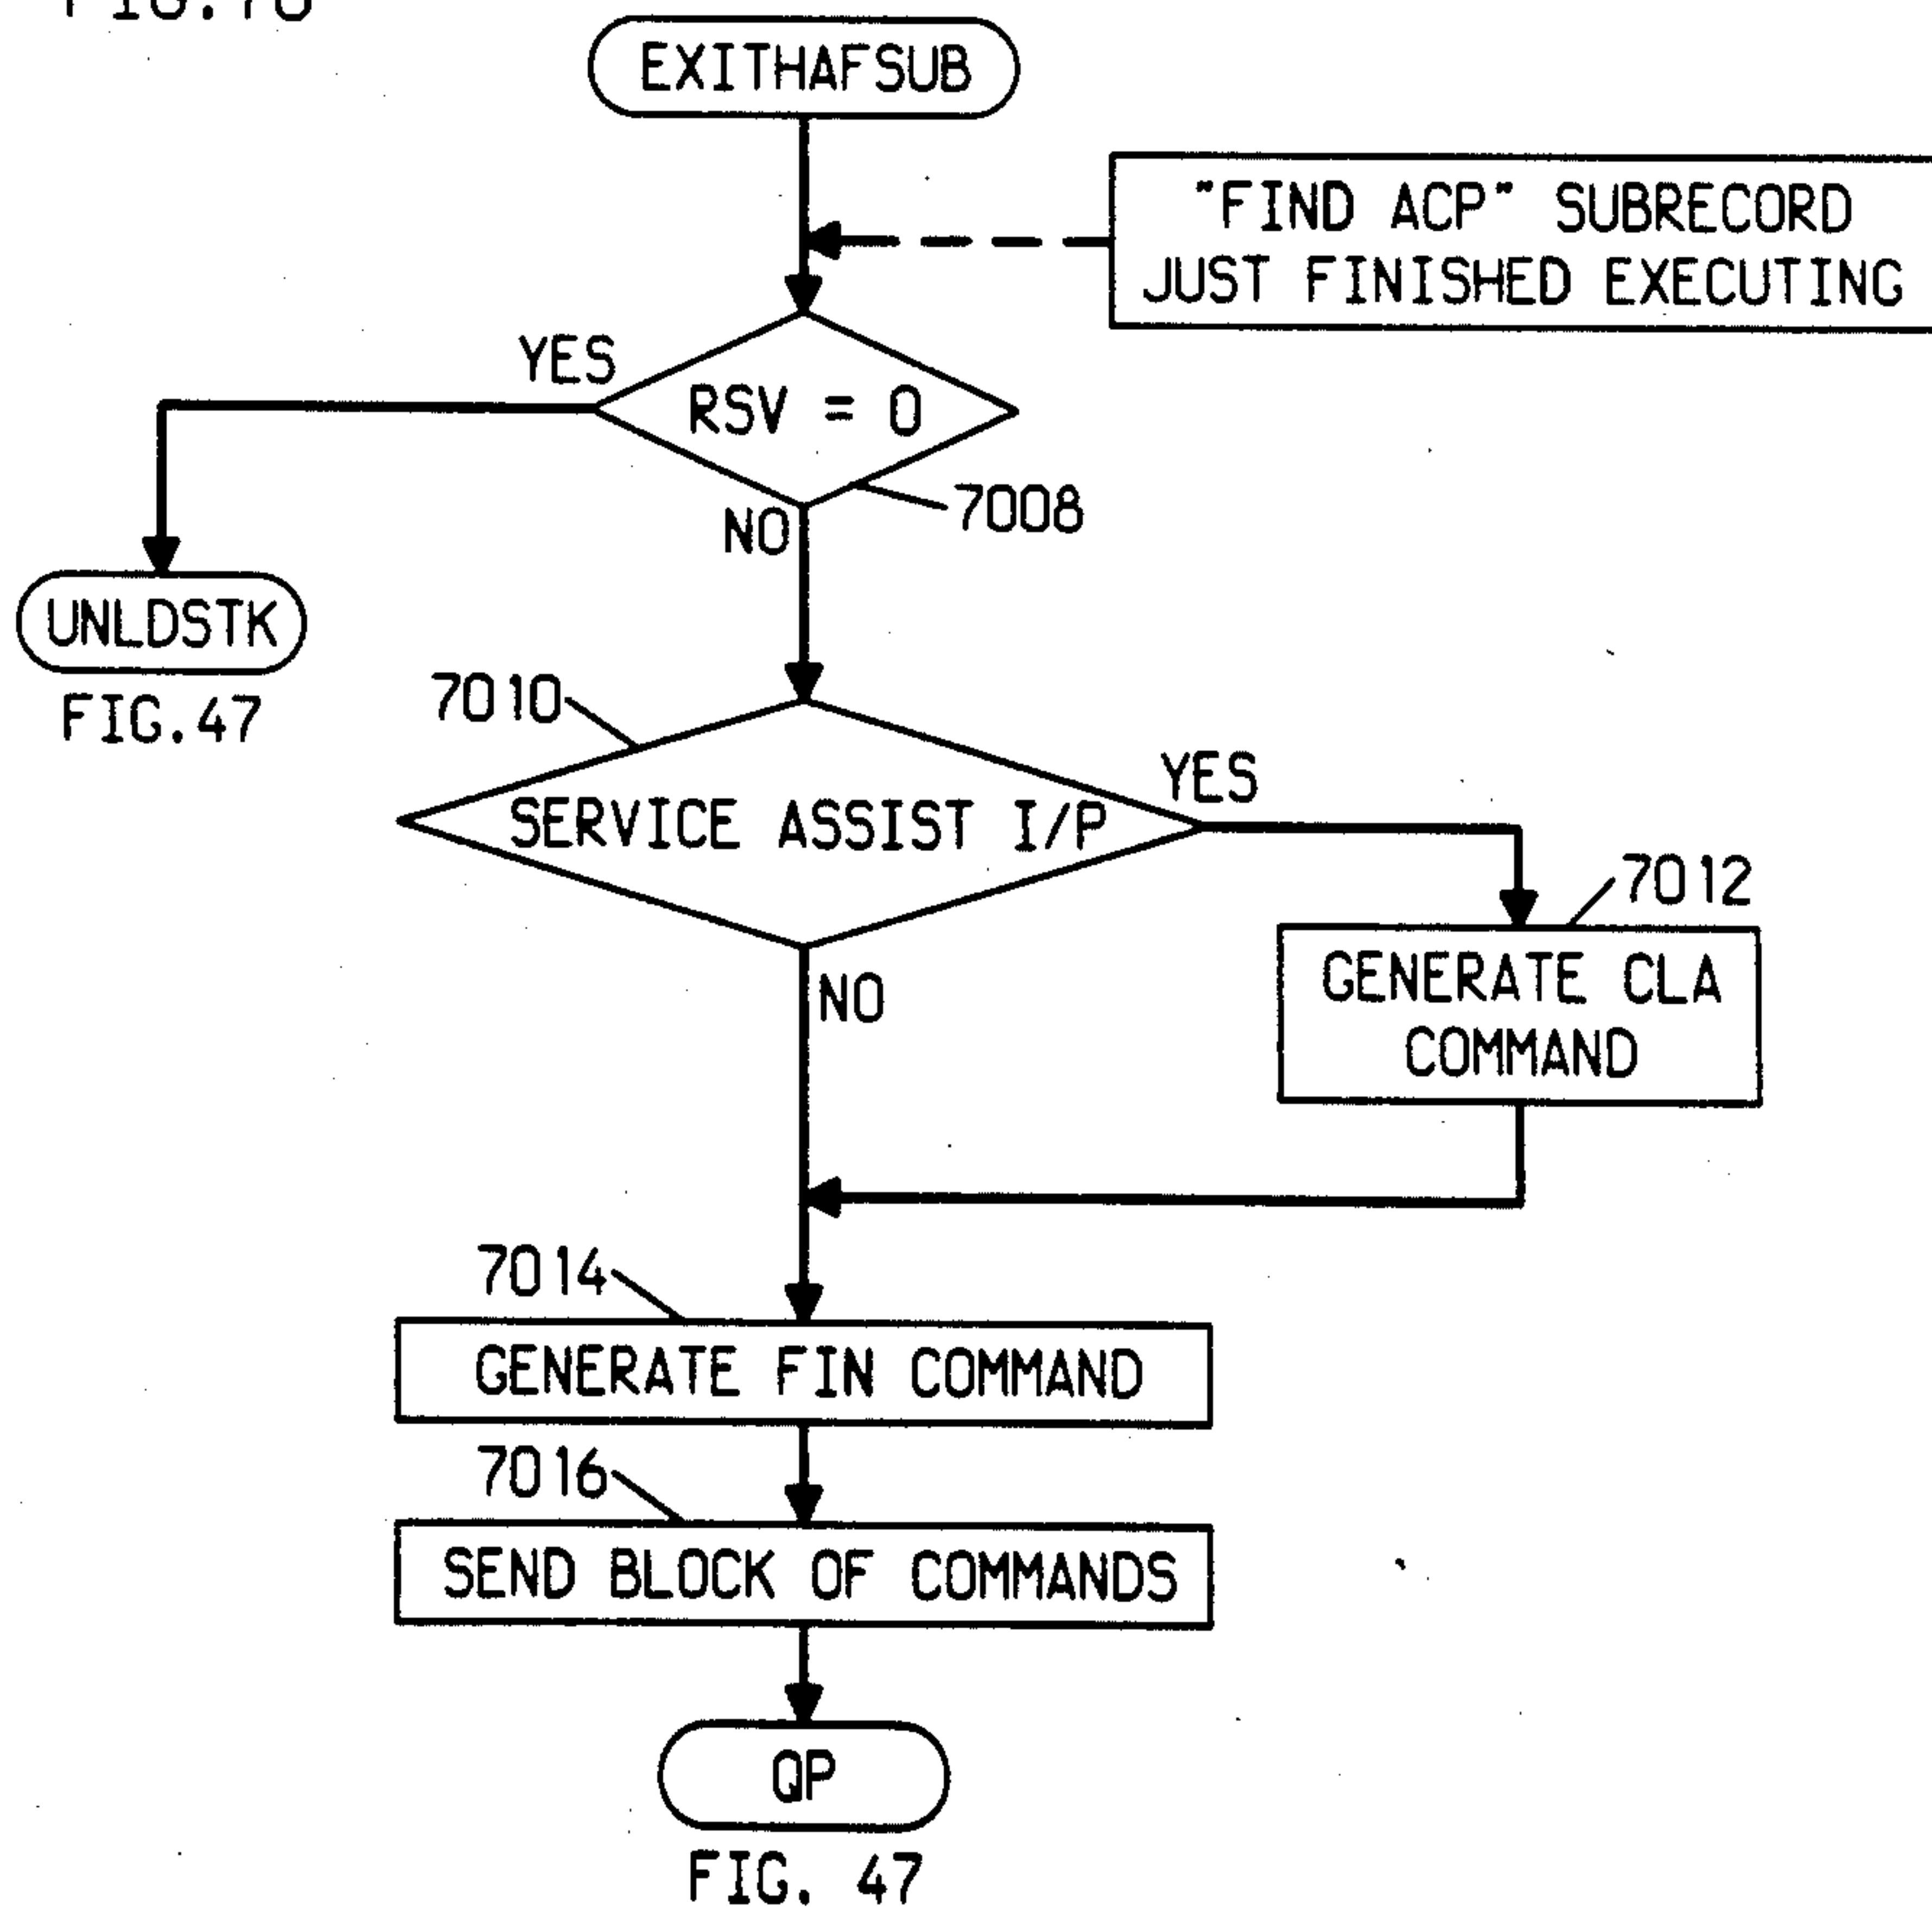 EXITHAFSUB
"FIND ACP" SUBRECORD
JUST FINISHED EXECUTING
YES
RSV = 0
7008
NO
UNLDSTK
FIG.47
7010
SERVICE ASSIST I/P
YES
7012
GENERATE CLA
COMMAND
NO
7014
GENERATE FIN COMMAND
7016
SEND BLOCK OF COMMANDS
QP
FIG. 47